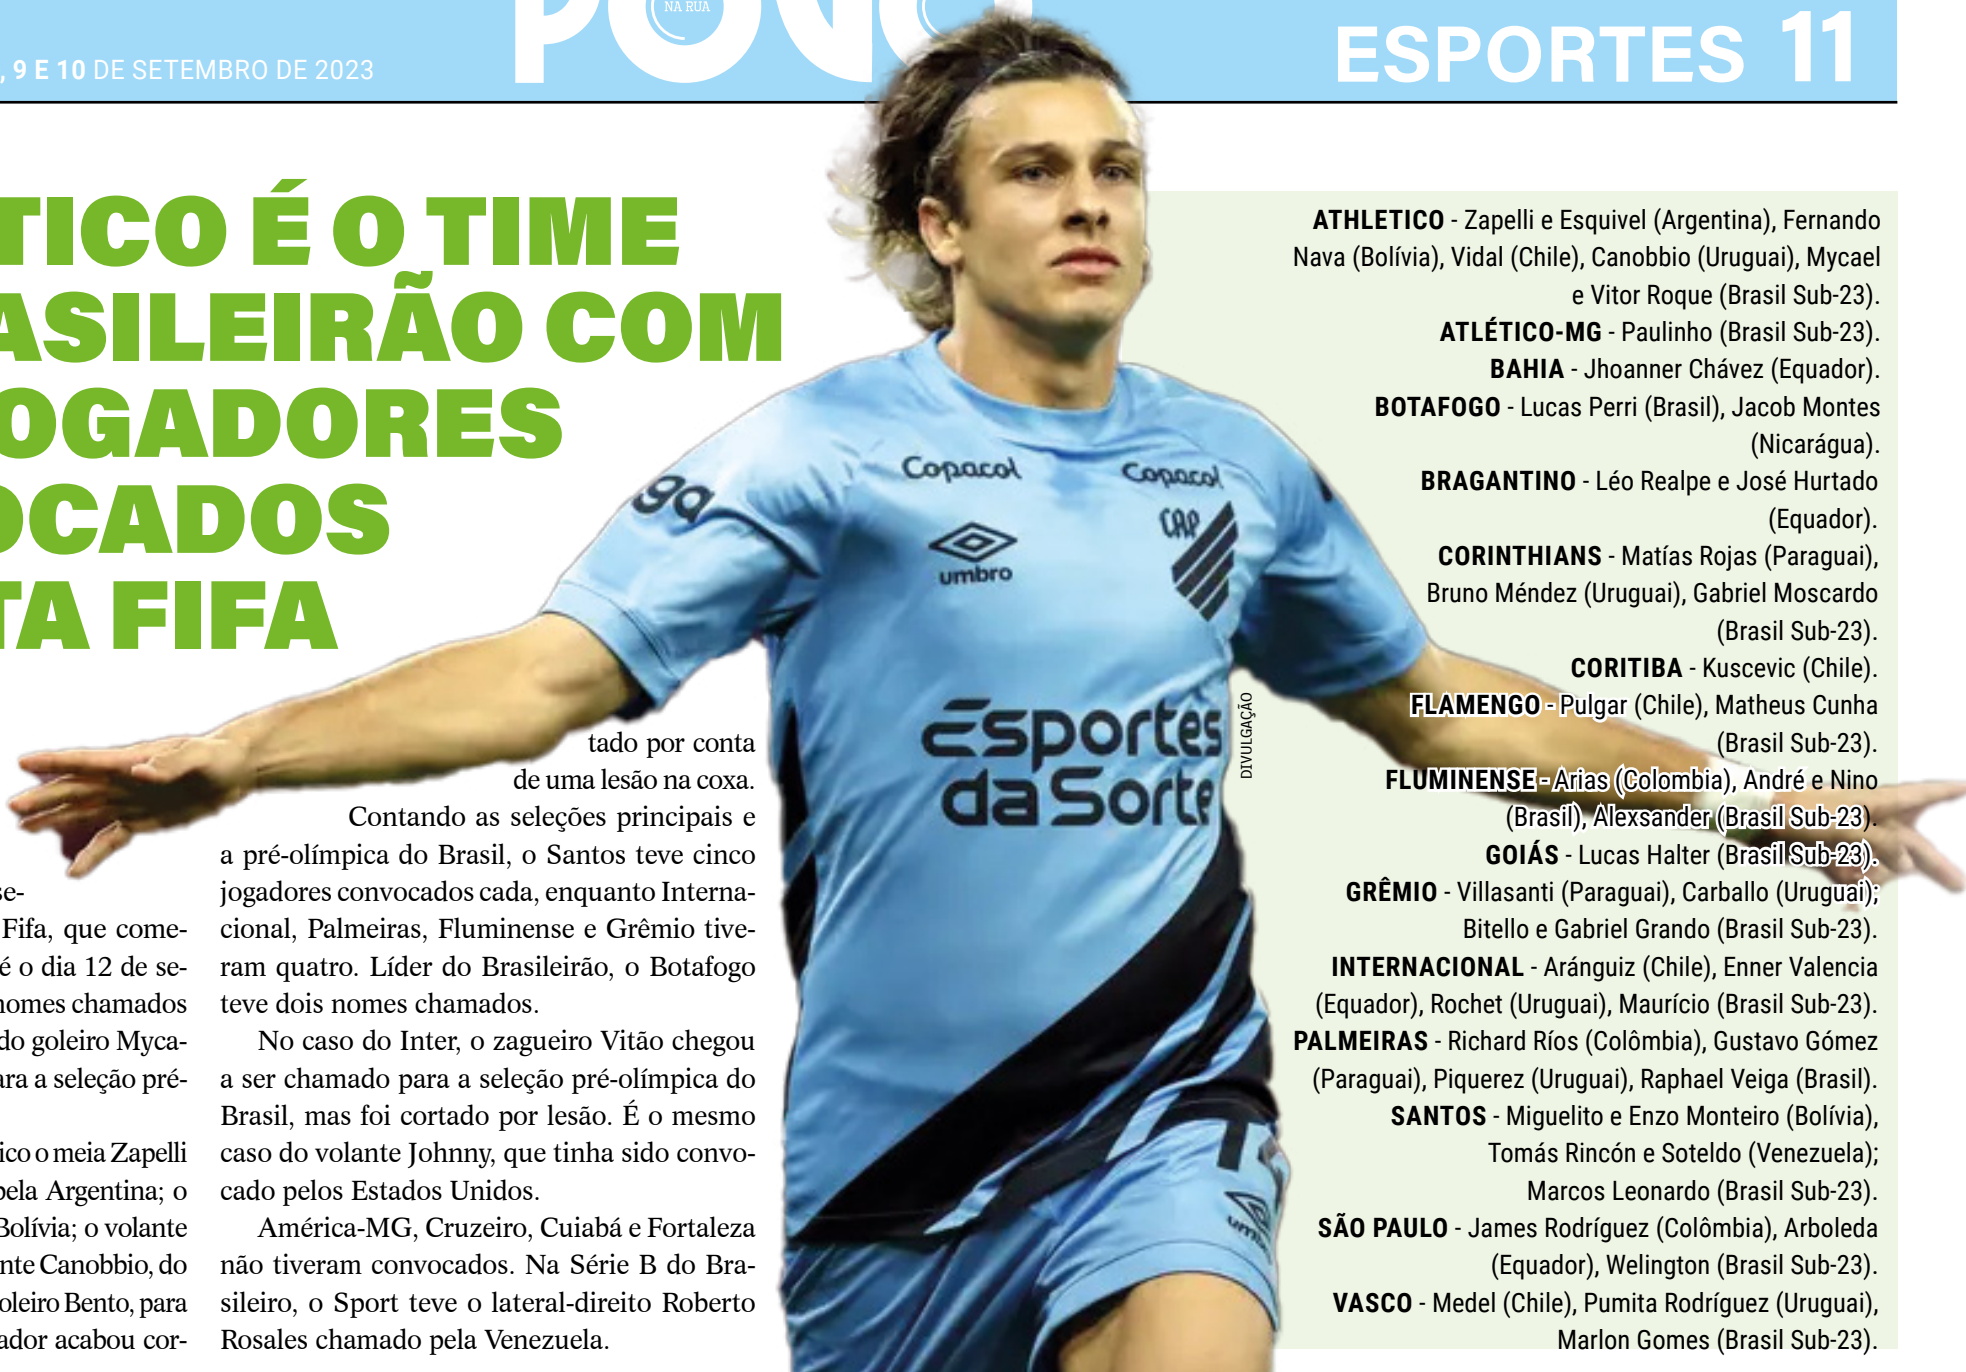 , 9 E 10 DE SETEMBRO DE 2023
NA RUA
ESPORTES 11
TICO É O TIME
ASILEIRÃO COM
OGADORES
OCADOS
TA FIFA
se-
Fifa, que come-
é o dia 12 de se-
nomes chamados
do goleiro Myca-
ara a seleção pré-
ico o meia Zapelli
pela Argentina; o
Bolívia; o volante
nte Canobbio, do
oleiro Bento, para
ador acabou cor-
tado por conta
de uma lesão na coxa.
Contando as seleções principais e
a pré-olímpica do Brasil, o Santos teve cinco
jogadores convocados cada, enquanto Interna-
cional, Palmeiras, Fluminense e Grêmio tive-
ram quatro. Líder do Brasileirão, o Botafogo
teve dois nomes chamados.
No caso do Inter, o zagueiro Vitão chegou
a ser chamado para a seleção pré-olímpica do
Brasil, mas foi cortado por lesão. É o mesmo
caso do volante Johnny, que tinha sido convo-
cado pelos Estados Unidos.
América-MG, Cruzeiro, Cuiabá e Fortaleza
não tiveram convocados. Na Série B do Bra-
sileiro, o Sport teve o lateral-direito Roberto
Rosales chamado pela Venezuela.
ga
Copacol
Copacol
umbro
CAP
Esportes
da Sorte
umbro
DIVULGAÇÃO
ATHLETICO - Zapelli e Esquivel (Argentina), Fernando
Nava (Bolívia), Vidal (Chile), Canobbio (Uruguai), Mycael
e Vitor Roque (Brasil Sub-23).
ATLÉTICO-MG - Paulinho (Brasil Sub-23).
BAHIA - Jhoanner Chávez (Equador).
BOTAFOGO - Lucas Perri (Brasil), Jacob Montes
(Nicarágua).
BRAGANTINO - Léo Realpe e José Hurtado
(Equador).
CORINTHIANS - Matías Rojas (Paraguai),
Bruno Méndez (Uruguai), Gabriel Moscardo
(Brasil Sub-23).
CORITIBA - Kuscevic (Chile).
FLAMENGO - Pulgar (Chile), Matheus Cunha
(Brasil Sub-23).
FLUMINENSE - Arias (Colombia), André e Nino
(Brasil), Alexsander (Brasil Sub-23).
GOIÁS - Lucas Halter (Brasil Sub-23).
GRÊMIO - Villasanti (Paraguai), Carballo (Uruguai);
Bitello e Gabriel Grando (Brasil Sub-23).
INTERNACIONAL - Aránguiz (Chile), Enner Valencia
(Equador), Rochet (Uruguai), Maurício (Brasil Sub-23).
PALMEIRAS - Richard Ríos (Colômbia), Gustavo Gómez
(Paraguai), Piquerez (Uruguai), Raphael Veiga (Brasil).
SANTOS - Miguelito e Enzo Monteiro (Bolívia),
Tomás Rincón e Soteldo (Venezuela);
Marcos Leonardo (Brasil Sub-23).
SÃO PAULO - James Rodríguez (Colômbia), Arboleda
(Equador), Welington (Brasil Sub-23).
VASCO - Medel (Chile), Pumita Rodríguez (Uruguai),
Marlon Gomes (Brasil Sub-23).